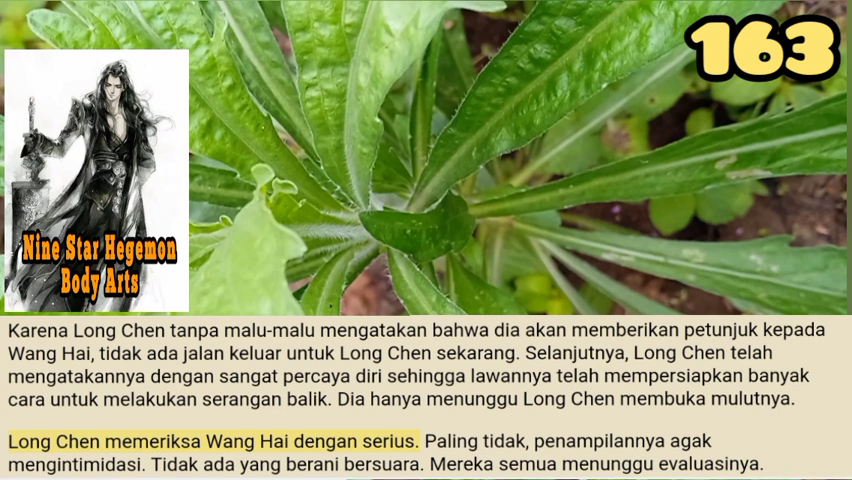 163
Nine Star Hegemon
Body Arts
Karena Long Chen tanpa malu-malu mengatakan bahwa dia akan memberikan petunjuk kepada
Wang Hai, tidak ada jalan keluar untuk Long Chen sekarang. Selanjutnya, Long Chen telah
mengatakannya dengan sangat percaya diri sehingga lawannya telah mempersiapkan banyak
cara untuk melakukan serangan balik. Dia hanya menunggu Long Chen membuka mulutnya.
Long Chen memeriksa Wang Hai dengan serius. Paling tidak, penampilannya agak
mengintimidasi. Tidak ada yang berani bersuara. Mereka semua menunggu evaluasinya.